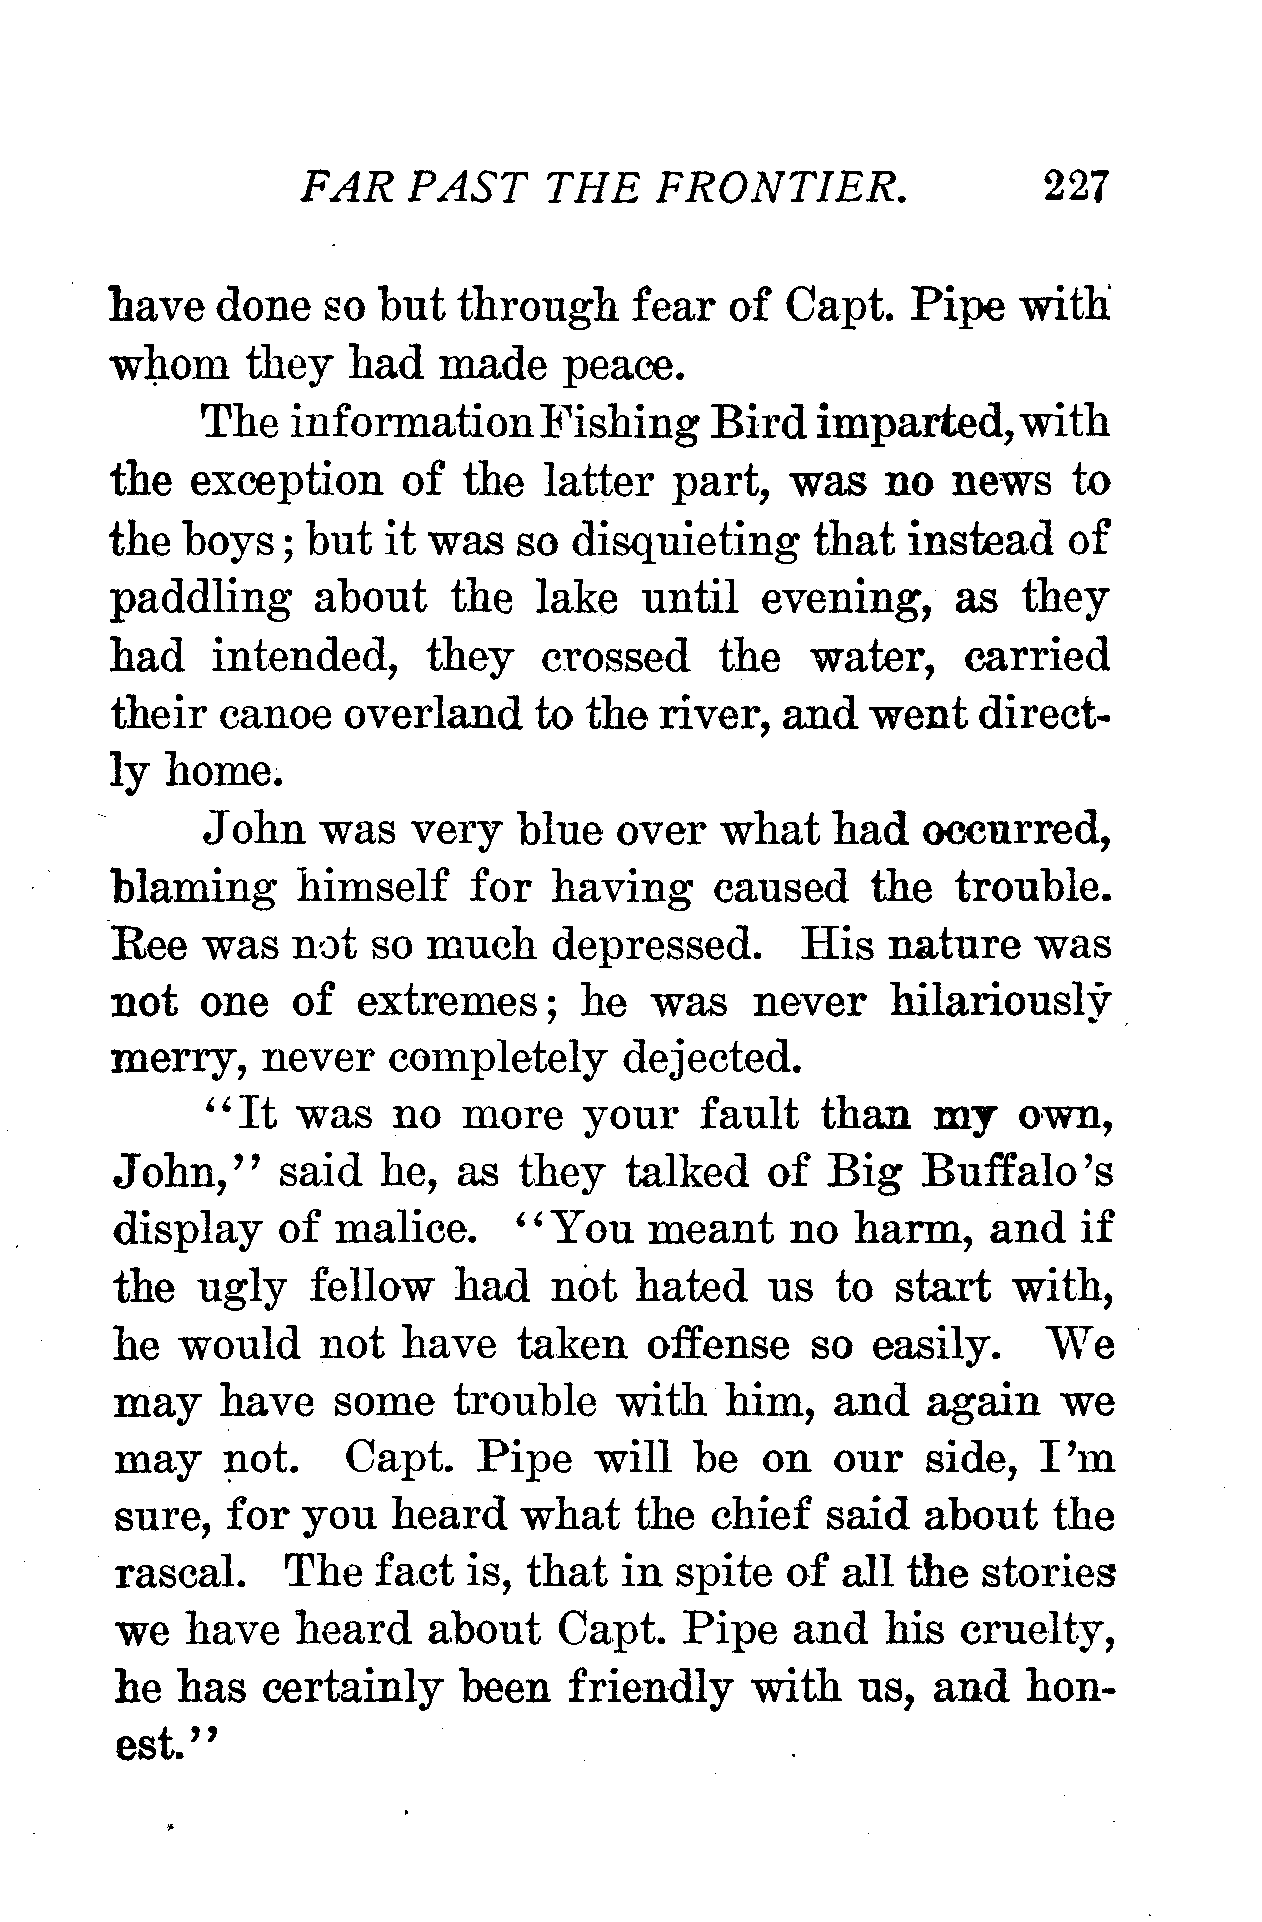 FAR PAST THE FRONTIER. 227
have done so but through fear of Capt. Pipe with
whom they had made peace.
The information Fishing Bird imparted, with
the exception of the latter part, was no news to
the boys; but it was so disquieting that instead of
paddling about the lake until evening, as they
had intended, they crossed the water, carried
their canoe overland to the river, and went direct-
ly home.
John was very blue over what had occurred,
blaming himself for having caused the trouble.
Ree was not so much depressed. His nature was
not one of extremes; he was never hilariously
merry, never completely dejected.
"It was no more your fault than my own,
John," said he, as they talked of Big Buffalo's
display of malice. "You meant no harm, and if
the ugly fellow had not hated us to start with,
he would not have taken offense so easily. We
may have some trouble with him, and again we
may not. Capt. Pipe will be on our side, I'm
sure, for you heard what the chief said about the
rascal. The fact is, that in spite of all the stories
we have heard about Capt. Pipe and his cruelty,
he has certainly been friendly with us, and hon-
est."